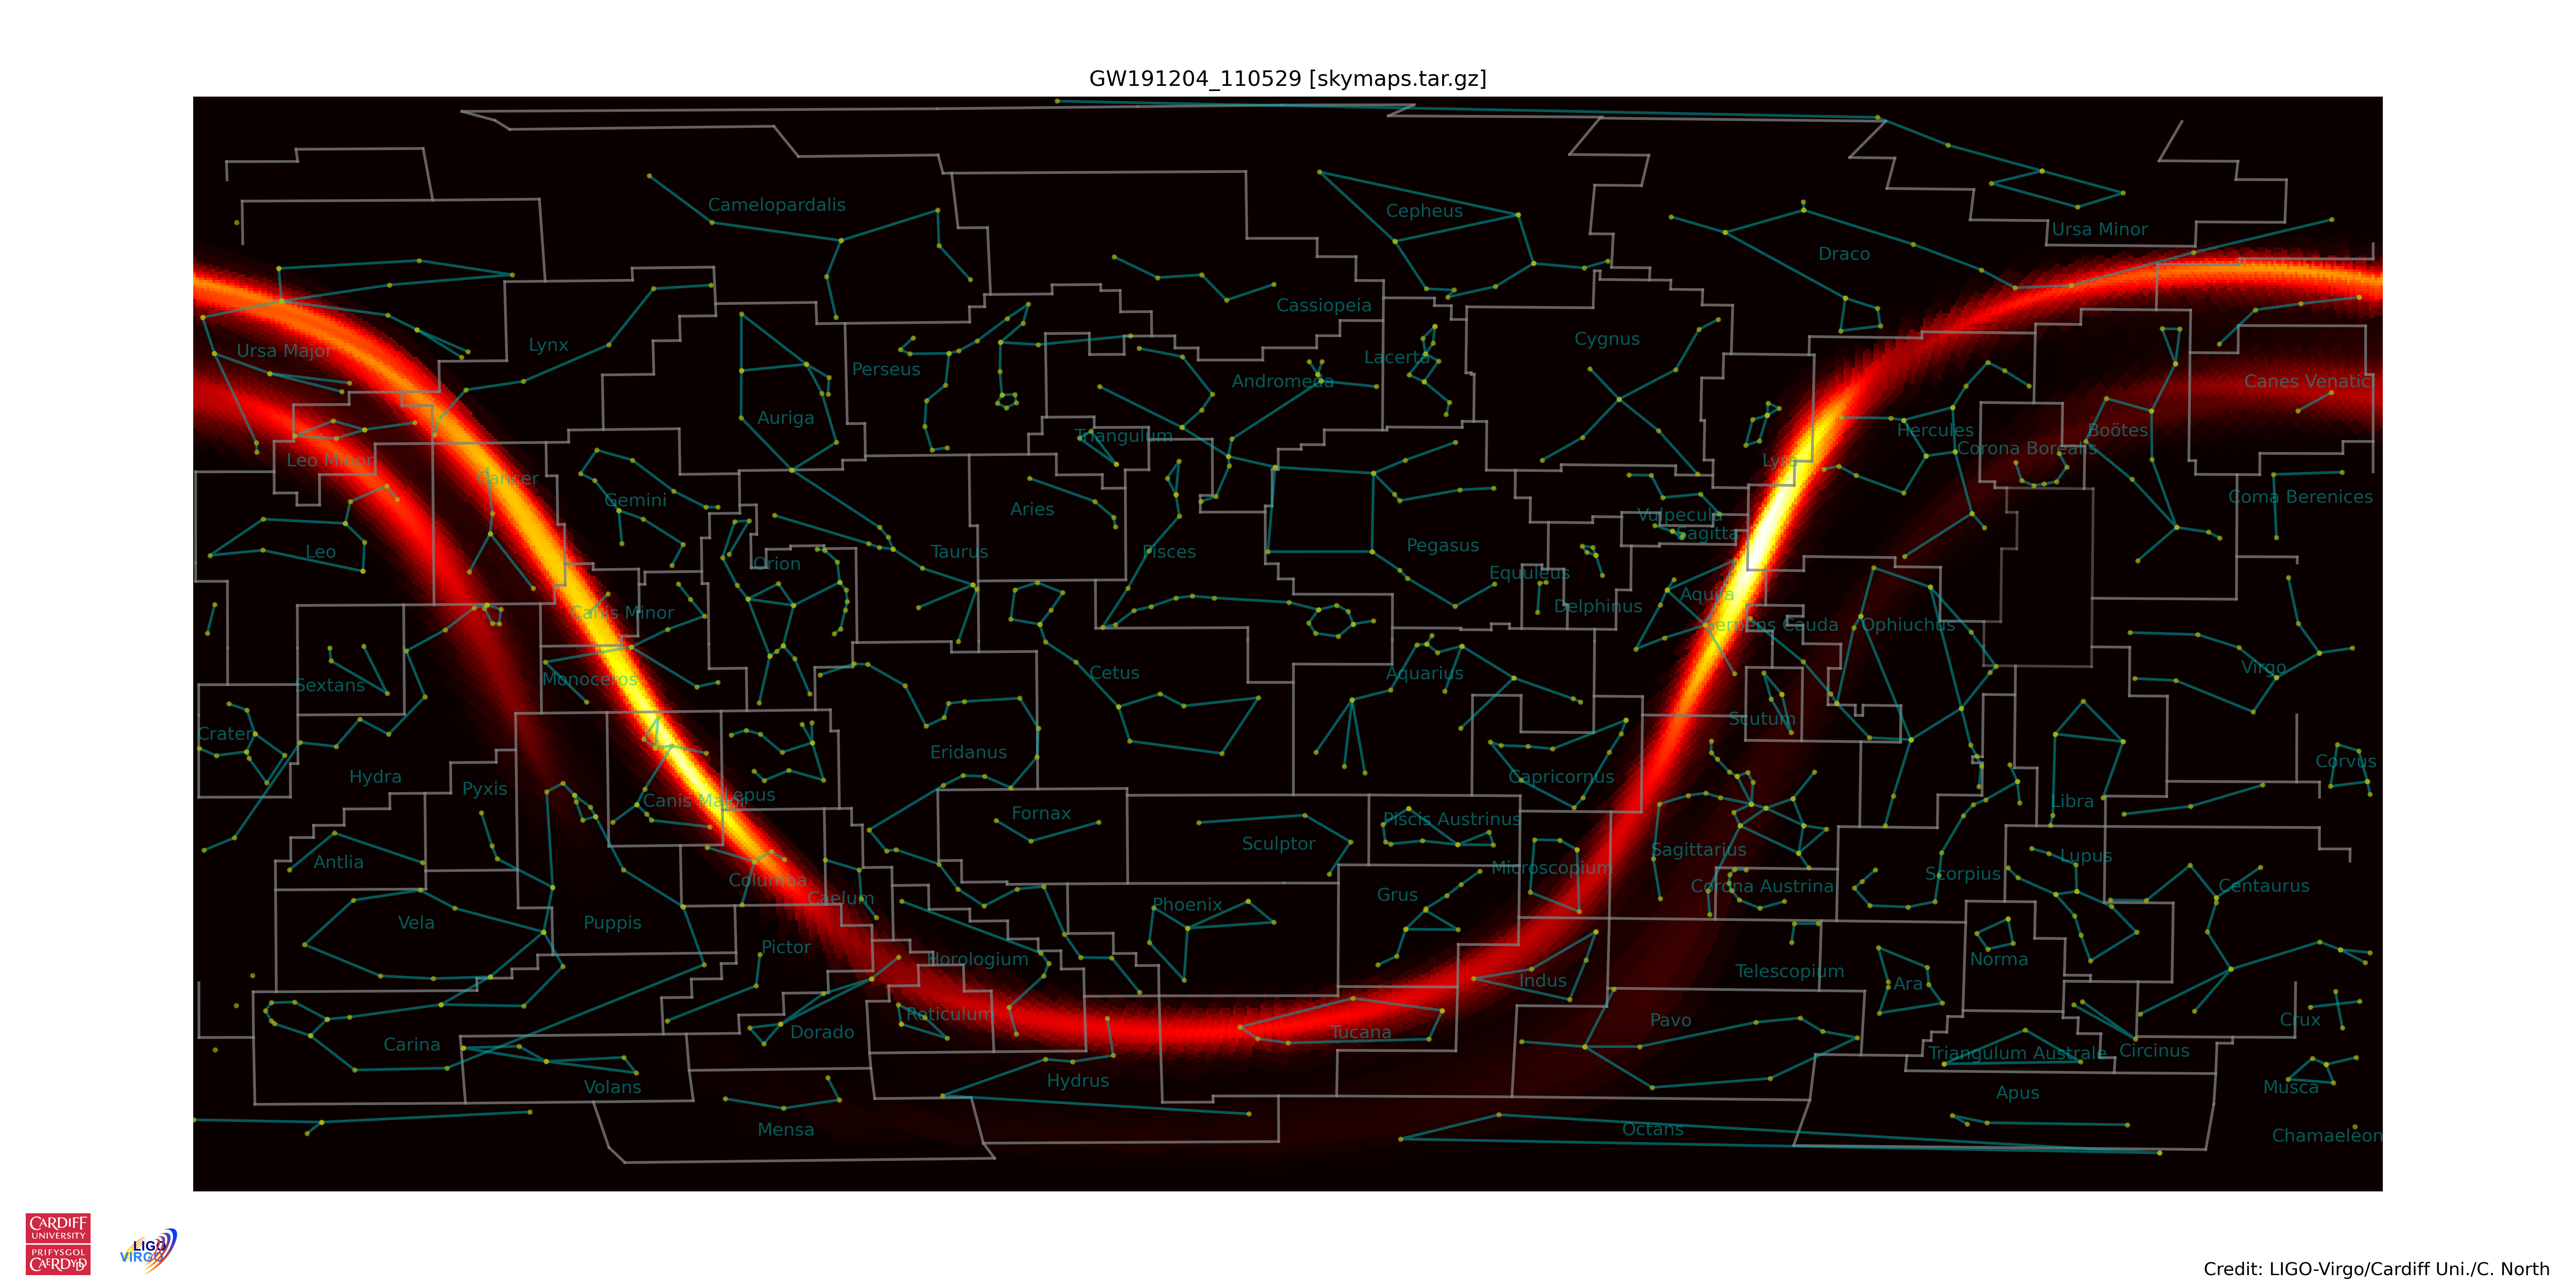 GW191204_110529 [skymaps.tar.gz]
Camelopardalis
Cepheus
Ursa Minor
Draco
Cassiopeia
Cygnus
Ursa Major
Lynx
Lacerta
Perseus
Andromeda
Canes Venatici
Auriga
Triangulum
Hercules
Boötes
Corona Borealis
Leo Minor
Lyra
Cancer
Gemini
Coma Berenices
Aries
Vulpecula
Sagitta
Leo
Taurus
Pisces
Pegasus
Orion
Equuleus
Canis Minor
Delphinus
Aquila
Serpens Cauda
Ophiuchus
Sextans
Monoceros
Cetus
Aquarius
Virgo
Crater
Scutum
Eridanus
Hydra
Pyxis
Capricornus
Corvus
Canis Major
Lepus
Libra
Fornax
Piscis Austrinus
Antlia
Sculptor
Sagittarius
Lupus
Columba
Microscopium
Scorpius
Caelum
Grus
Corona Austrina
Centaurus
Vela
Puppis
Phoenix
Pictor
Horologium
Telescopium
Norma
Indus
Ara
Reticulum
Carina
Dorado
Tucana
Pavo
Crux
Triangulum Australe
Circinus
Volans
Hydrus
Apus
Musca
Mensa
Octans
Chamaeleon
CARDIFF
UNIVERSITY
PRIFYSGOL
CAERDYDD
LIGO
VIRGO
Credit: LIGO-Virgo/Cardiff Uni./C. North